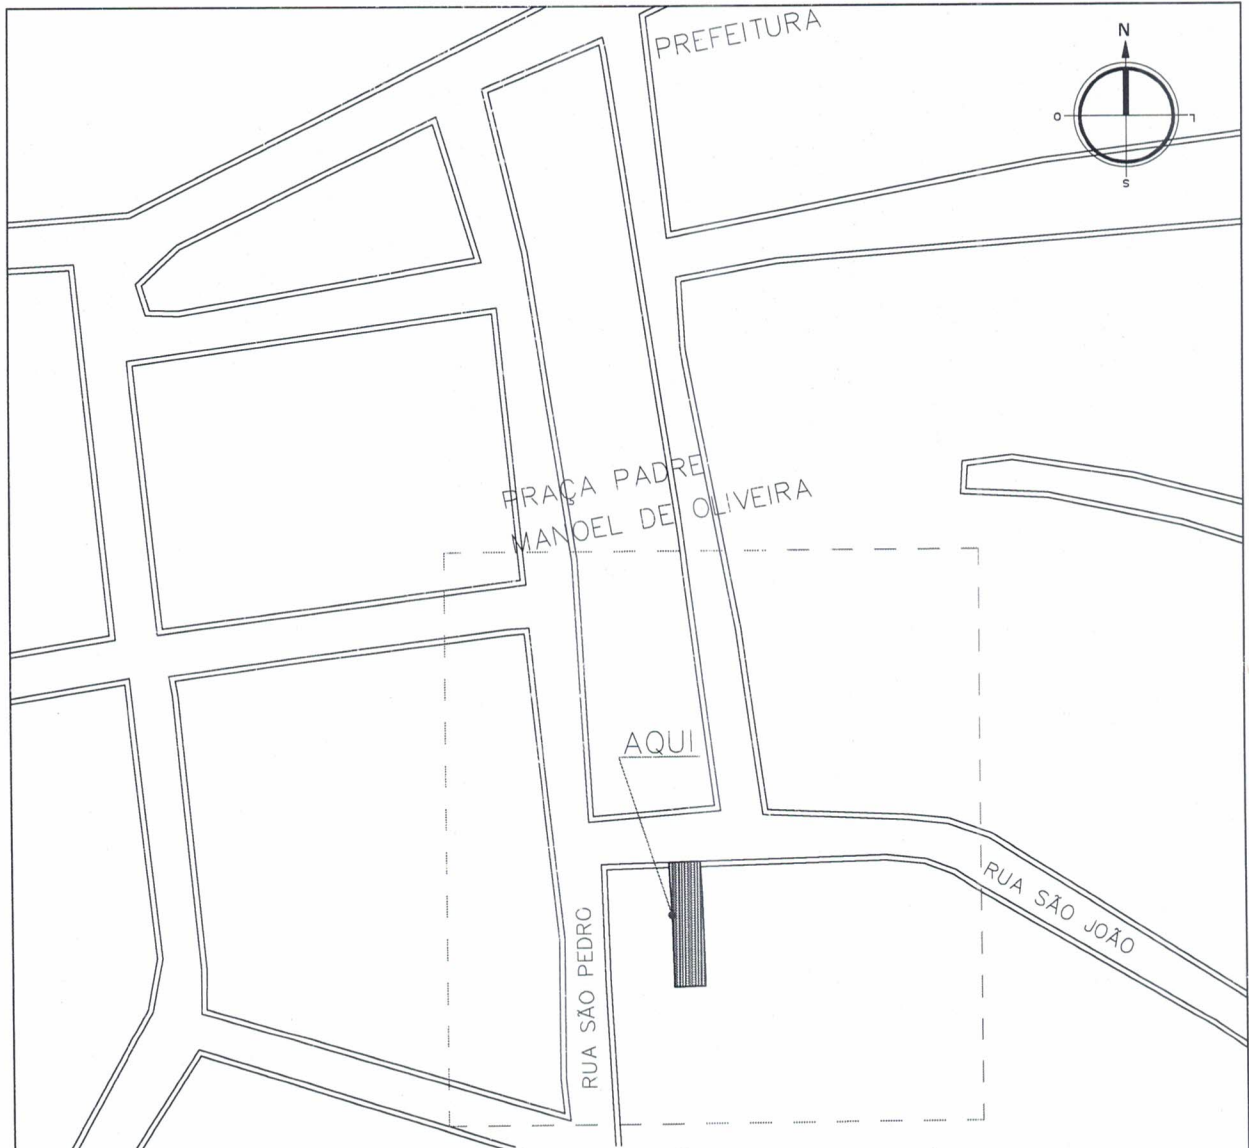 PREFEITURA
N
O
L
S
PRAÇA PADRE
MANOEL DE OLIVEIRA
AQUI
RUA SÃO JOÃO
RUA SÃO PEDRO